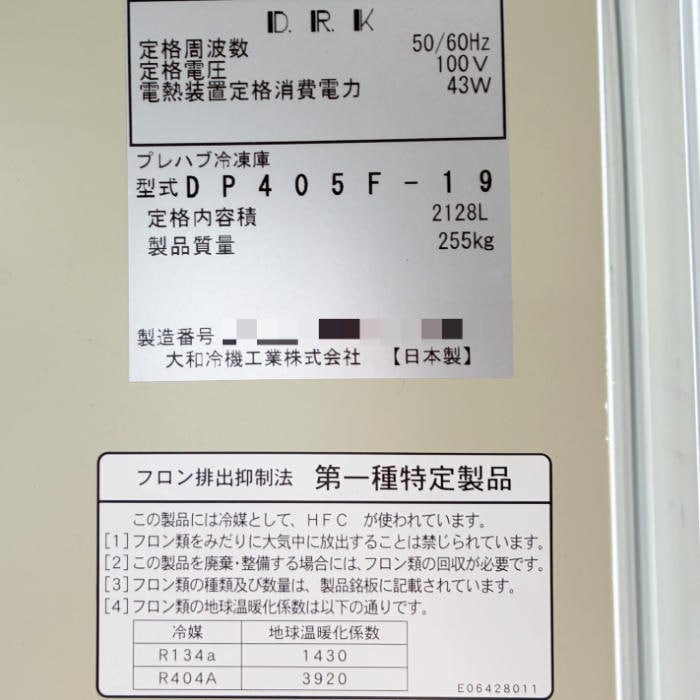 D. R. K
定格周波数 50/60Hz
定格電圧 100V
電熱装置定格消費電力 43W
プレハブ冷凍庫
型式 DP405F-19
定格内容積 2128L
製品質量 255kg
製造番号
大和冷機工業株式会社 【日本製】
フロン排出抑制法 第一種特定製品
この製品には冷媒として、HFC が使われています。
[1]フロン類をみだりに大気中に放出することは禁じられています。
[2]この製品を廃棄・整備する場合には、フロン類の回収が必要です。
[3]フロン類の種類及び数量は、製品銘板に記載されています。
[4]フロン類の地球温暖化係数は以下の通りです。
冷媒 地球温暖化係数
R134a 1430
R404A 3920
E06428011